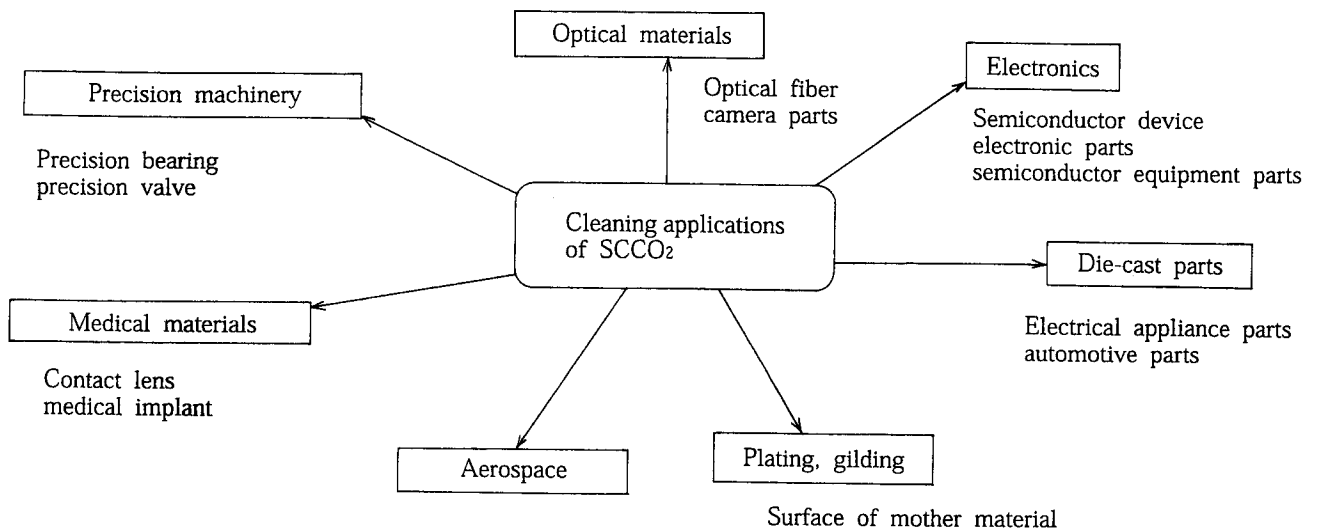 Optical materials
Optical fiber
camera parts
Electronics
Semiconductor device
electronic parts
semiconductor equipment parts
Precision machinery
Precision bearing
precision valve
Cleaning applications
of SCCO₂
Die-cast parts
Electrical appliance parts
automotive parts
Medical materials
Contact lens
medical implant
Aerospace
Plating, gilding
Surface of mother material